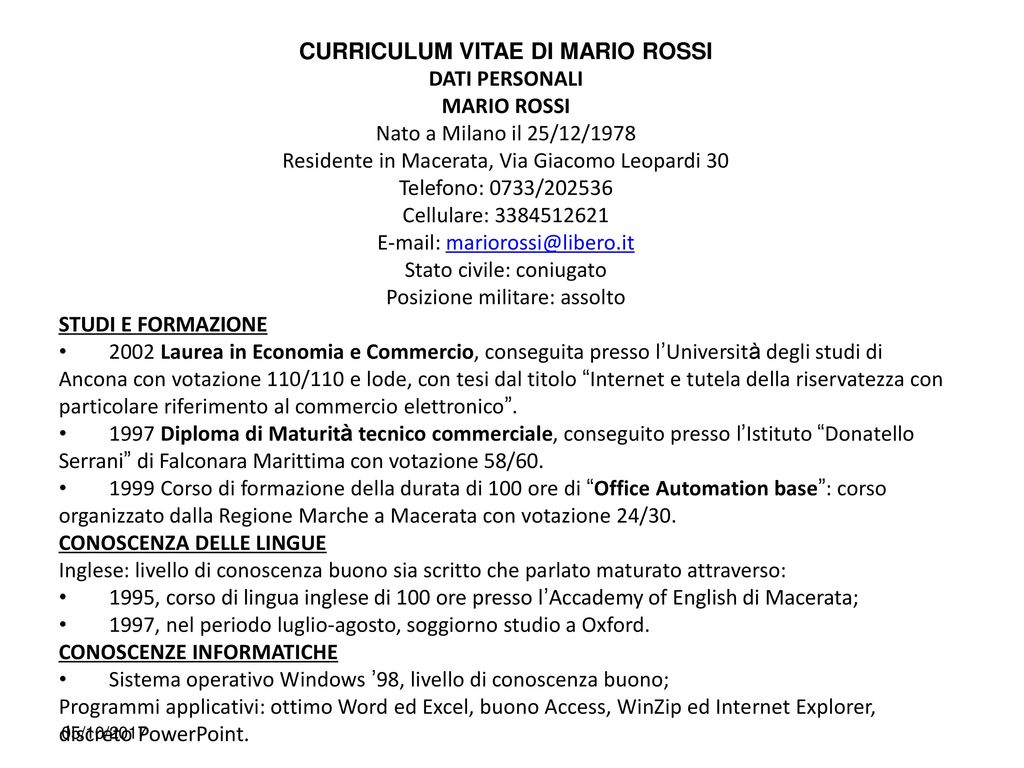 CURRICULUM VITAE DI MARIO ROSSI
DATI PERSONALI
MARIO ROSSI
Nato a Milano il 25/12/1978
Residente in Macerata, Via Giacomo Leopardi 30
Telefono: 0733/202536
Cellulare: 3384512621
E-mail: mariorossi@libero.it
Stato civile: coniugato
Posizione militare: assolto
STUDI E FORMAZIONE
• 2002 Laurea in Economia e Commercio, conseguita presso l’Università degli studi di
Ancona con votazione 110/110 e lode, con tesi dal titolo “Internet e tutela della riservatezza con
particolare riferimento al commercio elettronico”.
• 1997 Diploma di Maturità tecnico commerciale, conseguito presso l’Istituto “Donatello
Serrani” di Falconara Marittima con votazione 58/60.
• 1999 Corso di formazione della durata di 100 ore di “Office Automation base”: corso
organizzato dalla Regione Marche a Macerata con votazione 24/30.
CONOSCENZA DELLE LINGUE
Inglese: livello di conoscenza buono sia scritto che parlato maturato attraverso:
• 1995, corso di lingua inglese di 100 ore presso l’Accademy of English di Macerata;
• 1997, nel periodo luglio-agosto, soggiorno studio a Oxford.
CONOSCENZE INFORMATICHE
• Sistema operativo Windows ’98, livello di conoscenza buono;
Programmi applicativi: ottimo Word ed Excel, buono Access, WinZip ed Internet Explorer,
discreto PowerPoint.
05/10/2017